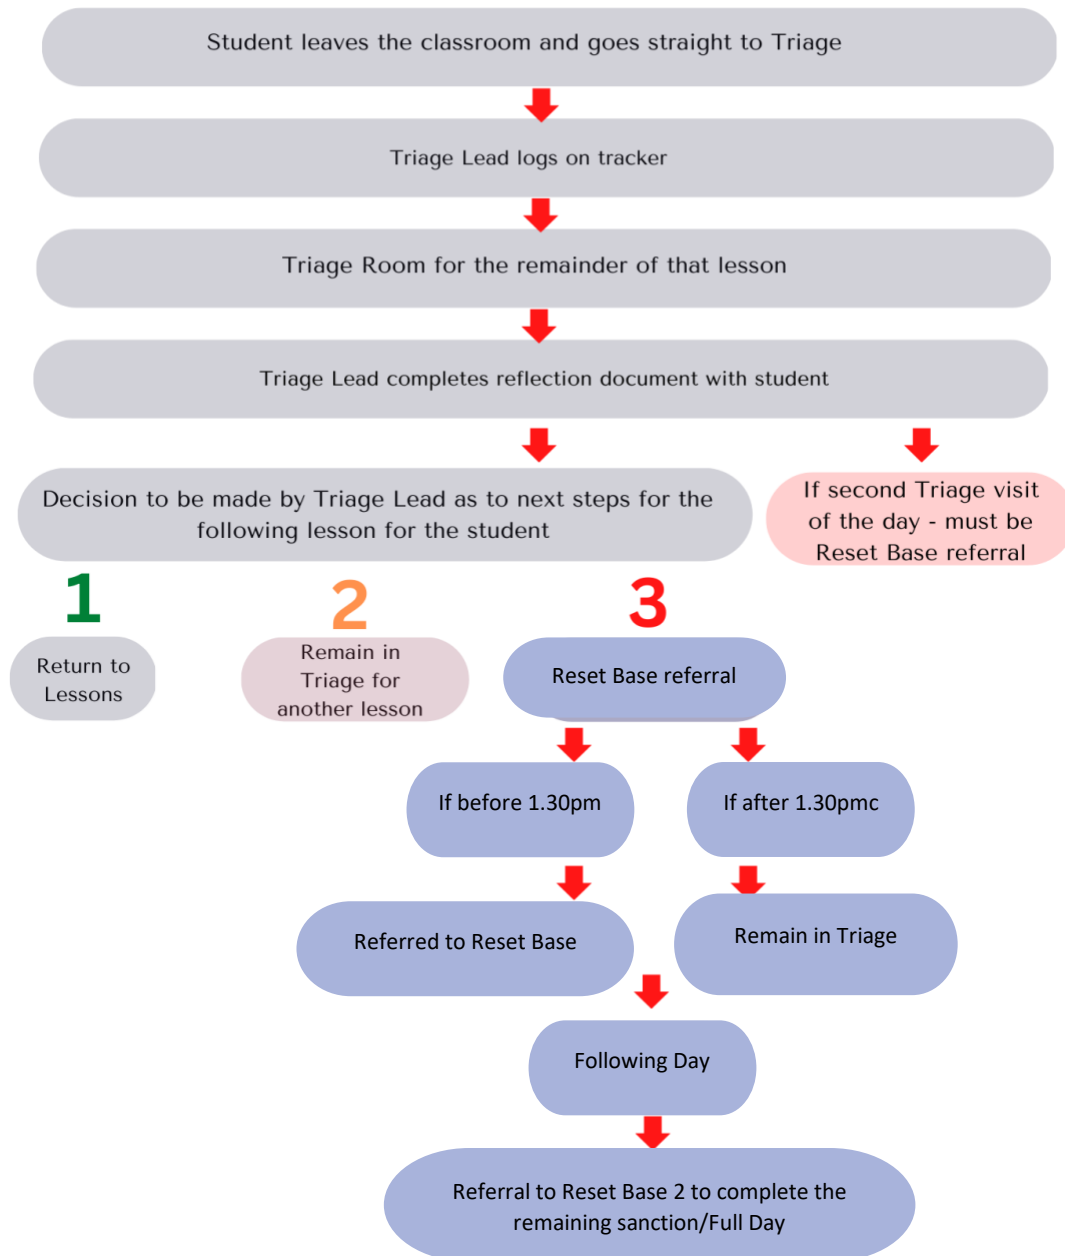 Student leaves the classroom and goes straight to Triage
Triage Lead logs on tracker
Triage Room for the remainder of that lesson
Triage Lead completes reflection document with student
Decision to be made by Triage Lead as to next steps for the
following lesson for the student
If second Triage visit
of the day - must be
Reset Base referral
1
2
3
Return to
Lessons
Remain in
Triage for
another lesson
Reset Base referral
If before 1.30pm
If after 1.30pmc
Referred to Reset Base
Remain in Triage
Following Day
Referral to Reset Base 2 to complete the
remaining sanction/Full Day